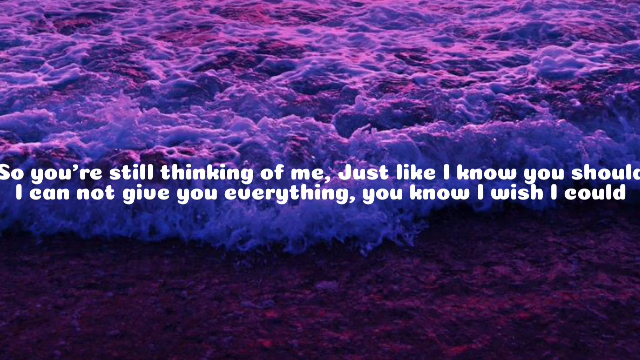 So you're still thinking of me, Just like I know you should
I can not give you everything, you know I wish I could